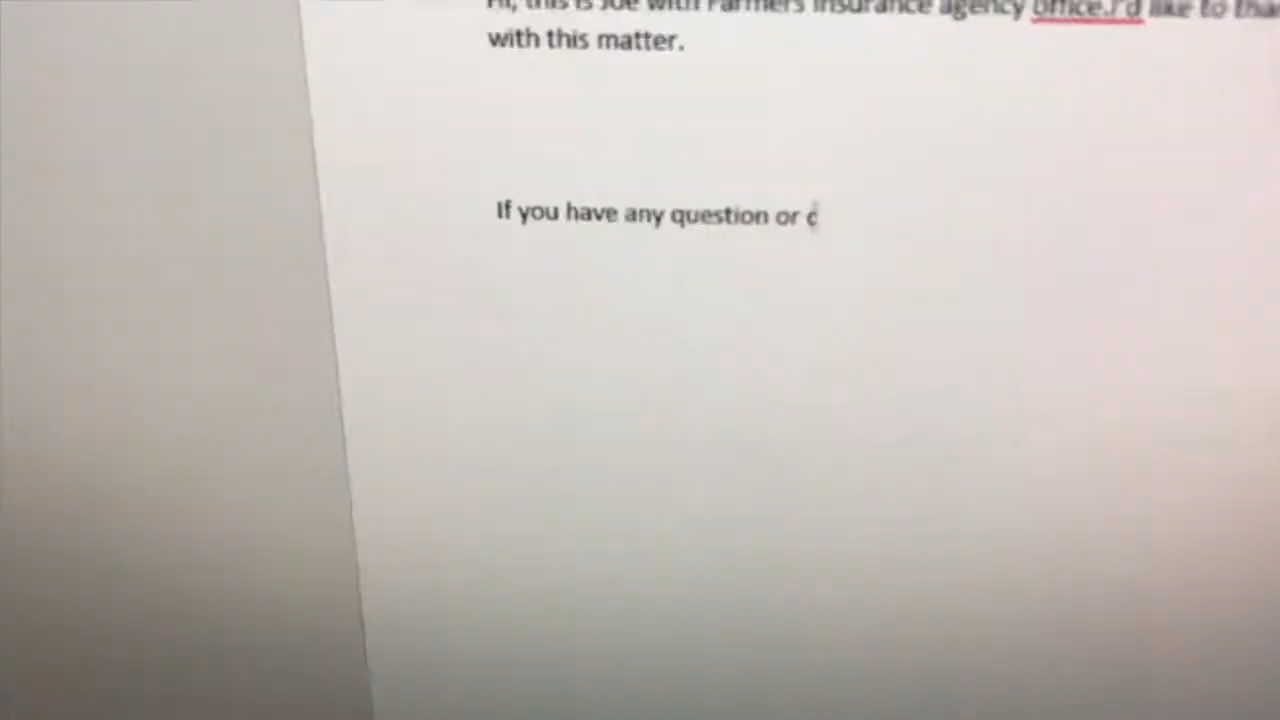 Hi, this is Joe with Farmers insurance agency office.I'd like to
with this matter.
If you have any question or c